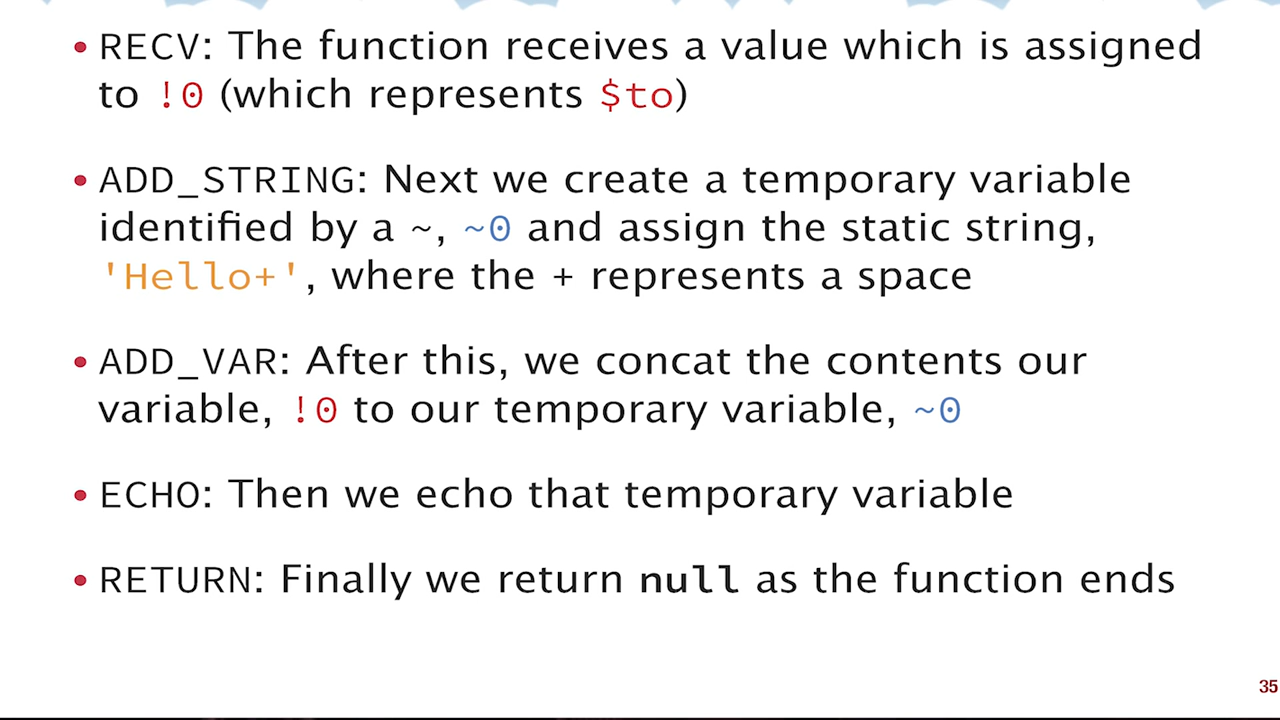 • RECV: The function receives a value which is assigned
to !0 (which represents $to)
• ADD_STRING: Next we create a temporary variable
identified by a ~, ~0 and assign the static string,
'Hello+', where the + represents a space
• ADD_VAR: After this, we concat the contents our
variable, !0 to our temporary variable, ~0
• ECHO: Then we echo that temporary variable
• RETURN: Finally we return null as the function ends
35